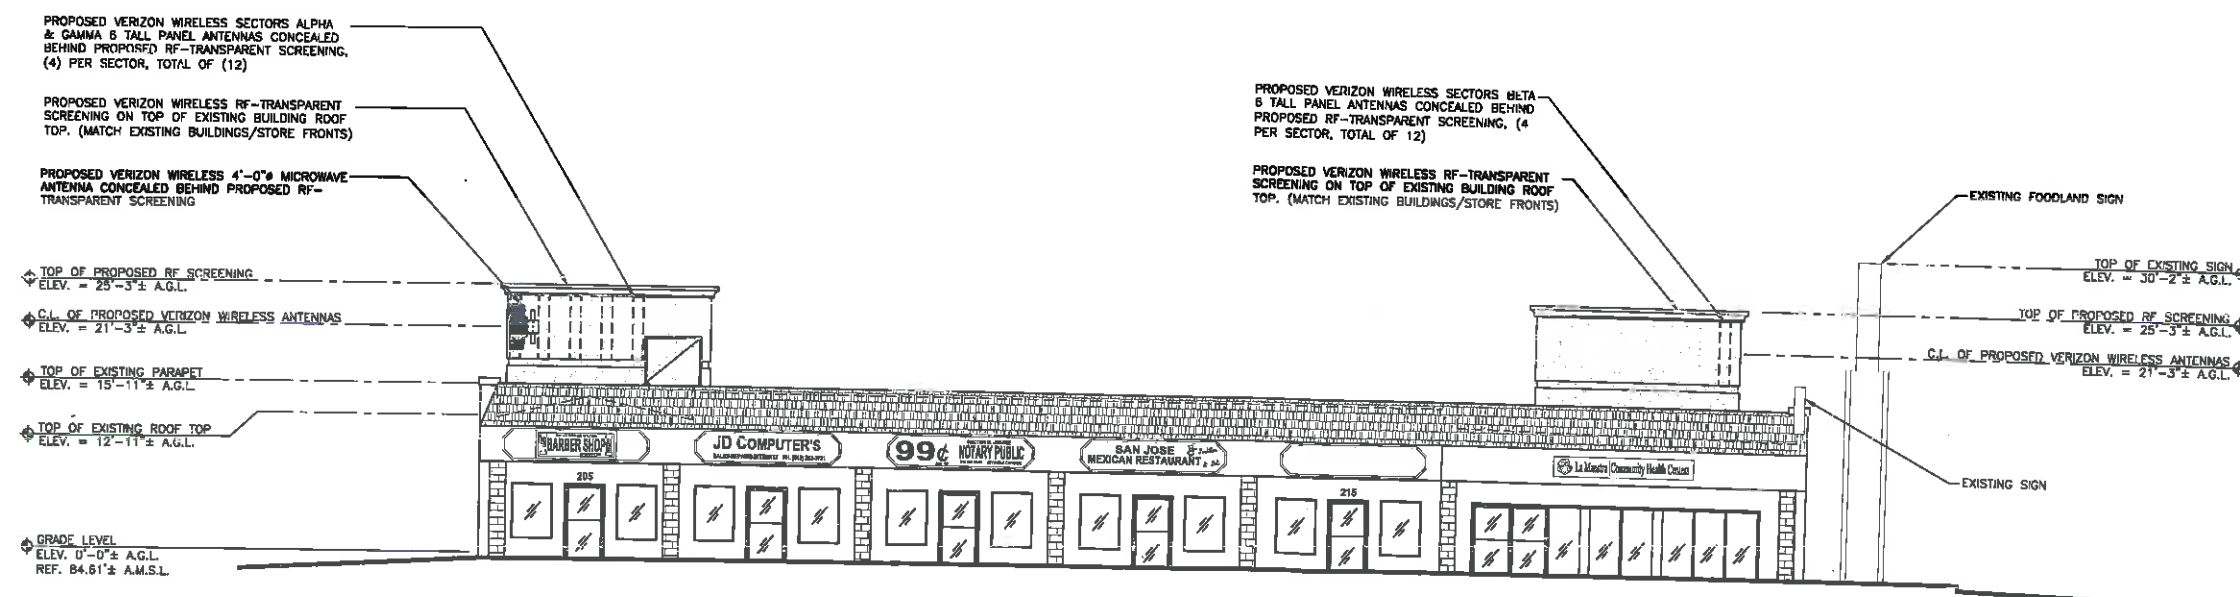 PROPOSED VERIZON WIRELESS SECTORS ALPHA
& GAMMA 6 TALL PANEL ANTENNAS CONCEALED
BEHIND PROPOSED RF-TRANSPARENT SCREENING,
(4) PER SECTOR, TOTAL OF (12)
PROPOSED VERIZON WIRELESS RF-TRANSPARENT
SCREENING ON TOP OF EXISTING BUILDING ROOF
TOP. (MATCH EXISTING BUILDINGS/STORE FRONTS)
PROPOSED VERIZON WIRELESS 4'-0"ø MICROWAVE
ANTENNA CONCEALED BEHIND PROPOSED RF-
TRANSPARENT SCREENING
TOP OF PROPOSED RF SCREENING
ELEV. = 25'-3"± A.G.L.
C.L. OF PROPOSED VERIZON WIRELESS ANTENNAS
ELEV. = 21'-3"± A.G.L.
TOP OF EXISTING PARAPET
ELEV. = 15'-11"± A.G.L.
TOP OF EXISTING ROOF TOP
ELEV. = 12'-11"± A.G.L.
GRADE LEVEL
ELEV. 0'-0"± A.G.L.
REF. 84.61'± A.M.S.L.
PROPOSED VERIZON WIRELESS SECTORS BETA
6 TALL PANEL ANTENNAS CONCEALED BEHIND
PROPOSED RF-TRANSPARENT SCREENING, (4
PER SECTOR, TOTAL OF 12)
PROPOSED VERIZON WIRELESS RF-TRANSPARENT
SCREENING ON TOP OF EXISTING BUILDING ROOF
TOP. (MATCH EXISTING BUILDINGS/STORE FRONTS)
EXISTING FOODLAND SIGN
TOP OF EXISTING SIGN
ELEV. = 30'-2"± A.G.L.
TOP OF PROPOSED RF SCREENING
ELEV. = 25'-3"± A.G.L.
C.L. OF PROPOSED VERIZON WIRELESS ANTENNAS
ELEV. = 21'-3"± A.G.L.
EXISTING SIGN
BARBER SHOP
JD COMPUTER'S
99¢
NOTARY PUBLIC
SAN JOSE
MEXICAN RESTAURANT
La Maestra Community Health Centers
205
215